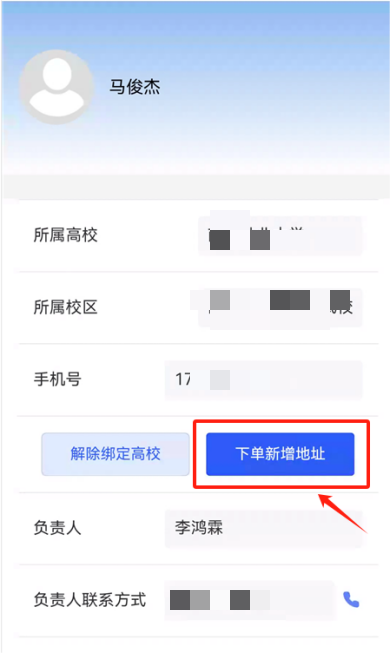 马俊杰
所属高校
所属校区
手机号 17
解除绑定高校 下单新增地址
负责人 李鸿霖
负责人联系方式